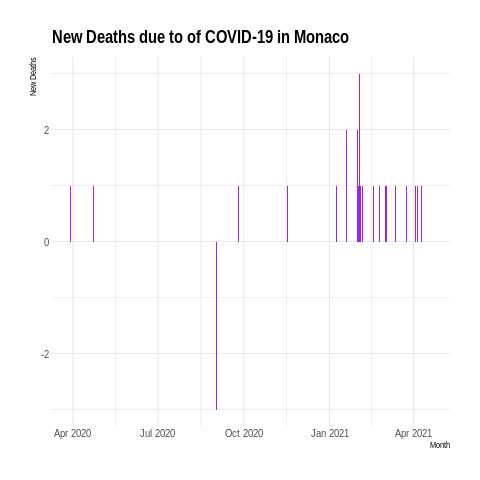 New Deaths due to of COVID-19 in Monaco
New Deaths
2
0
-2
Apr 2020
Jul 2020
Oct 2020
Jan 2021
Apr 2021
Month